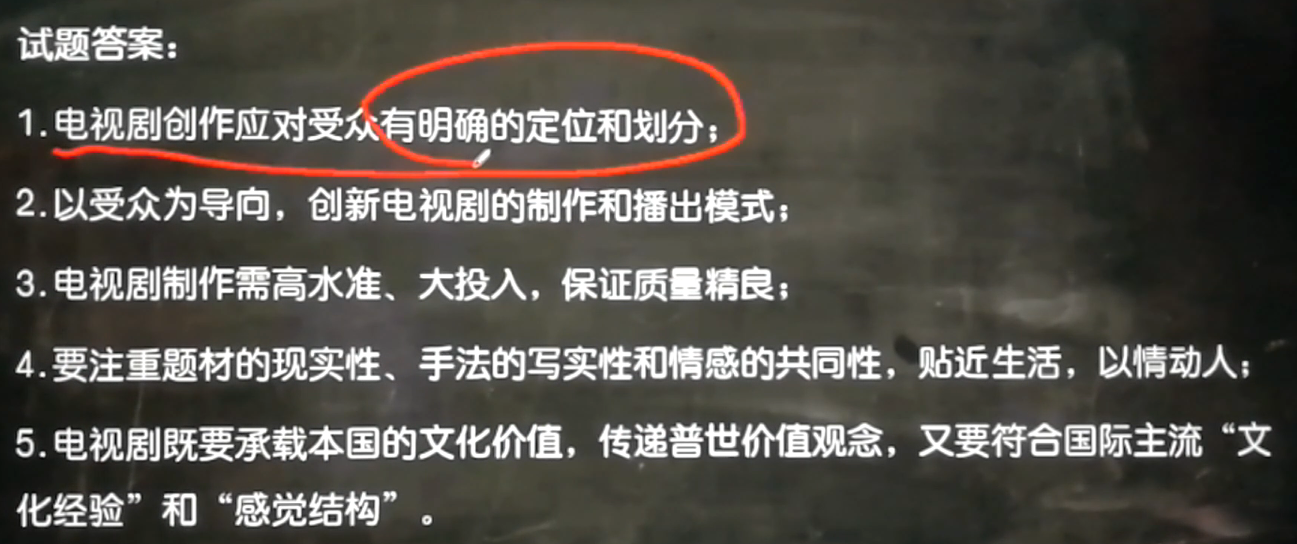 试题答案：
1.电视剧创作应对受众有明确的定位和划分；
2.以受众为导向，创新电视剧的制作和播出模式；
3.电视剧制作需高水准、大投入，保证质量精良；
4.要注重题材的现实性、手法的写实性和情感的共同性，贴近生活，以情动人；
5.电视剧既要承载本国的文化价值，传递普世价值观念，又要符合国际主流“文
化经验”和“感觉结构”。